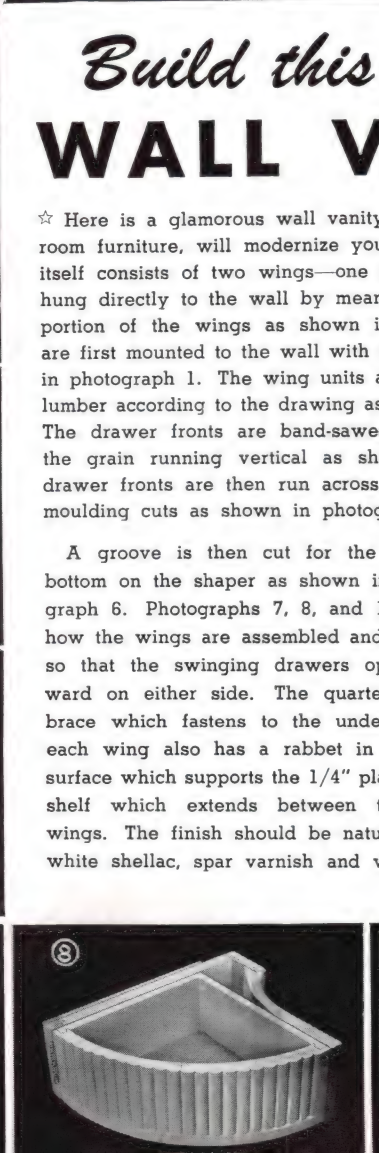 Build this
WALL V
☆ Here is a glamorous wall vanity
room furniture, will modernize you
itself consists of two wings—one
hung directly to the wall by mean
portion of the wings as shown i
are first mounted to the wall with
in photograph 1. The wing units a
lumber according to the drawing as
The drawer fronts are band-sawe
the grain running vertical as sh
drawer fronts are then run across
moulding cuts as shown in photog
A groove is then cut for the
bottom on the shaper as shown i
graph 6. Photographs 7, 8, and
how the wings are assembled and
so that the swinging drawers op
ward on either side. The quarte
brace which fastens to the unde
each wing also has a rabbet in
surface which supports the 1/4" pla
shelf which extends between t
wings. The finish should be natu
white shellac, spar varnish and v
8